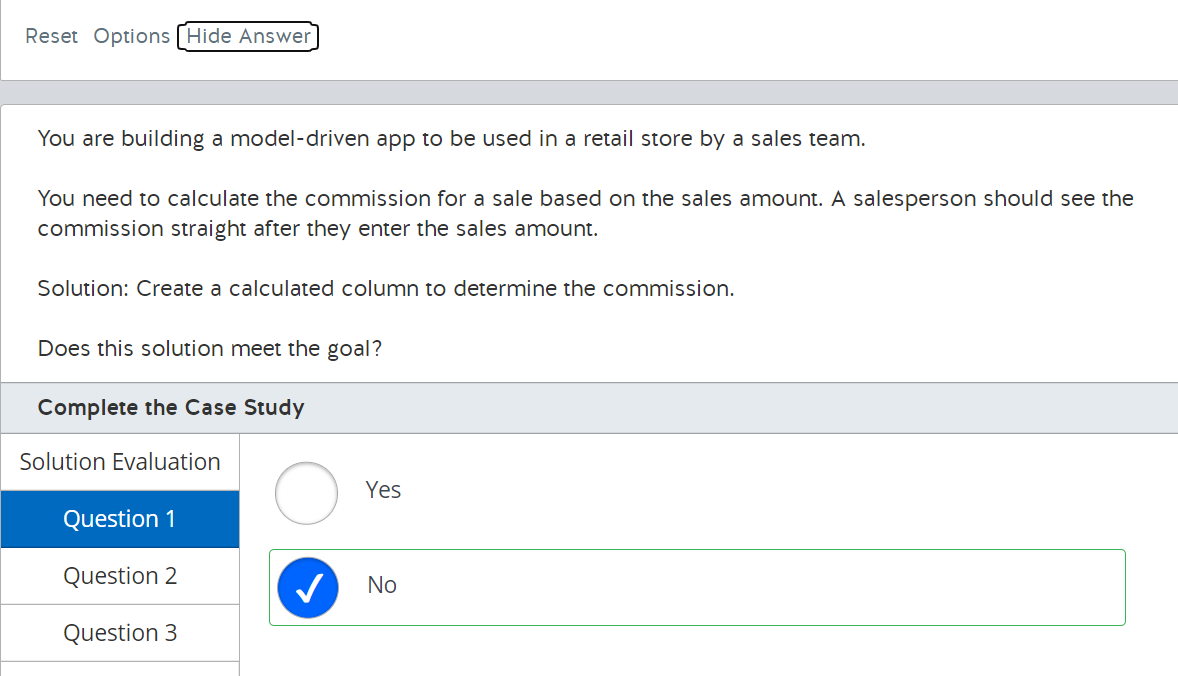 Reset Options Hide Answer
You are building a model-driven app to be used in a retail store by a sales team.
You need to calculate the commission for a sale based on the sales amount. A salesperson should see the
commission straight after they enter the sales amount.
Solution: Create a calculated column to determine the commission.
Does this solution meet the goal?
Complete the Case Study
Solution Evaluation
Question 1
Question 2
Question 3
Yes
No